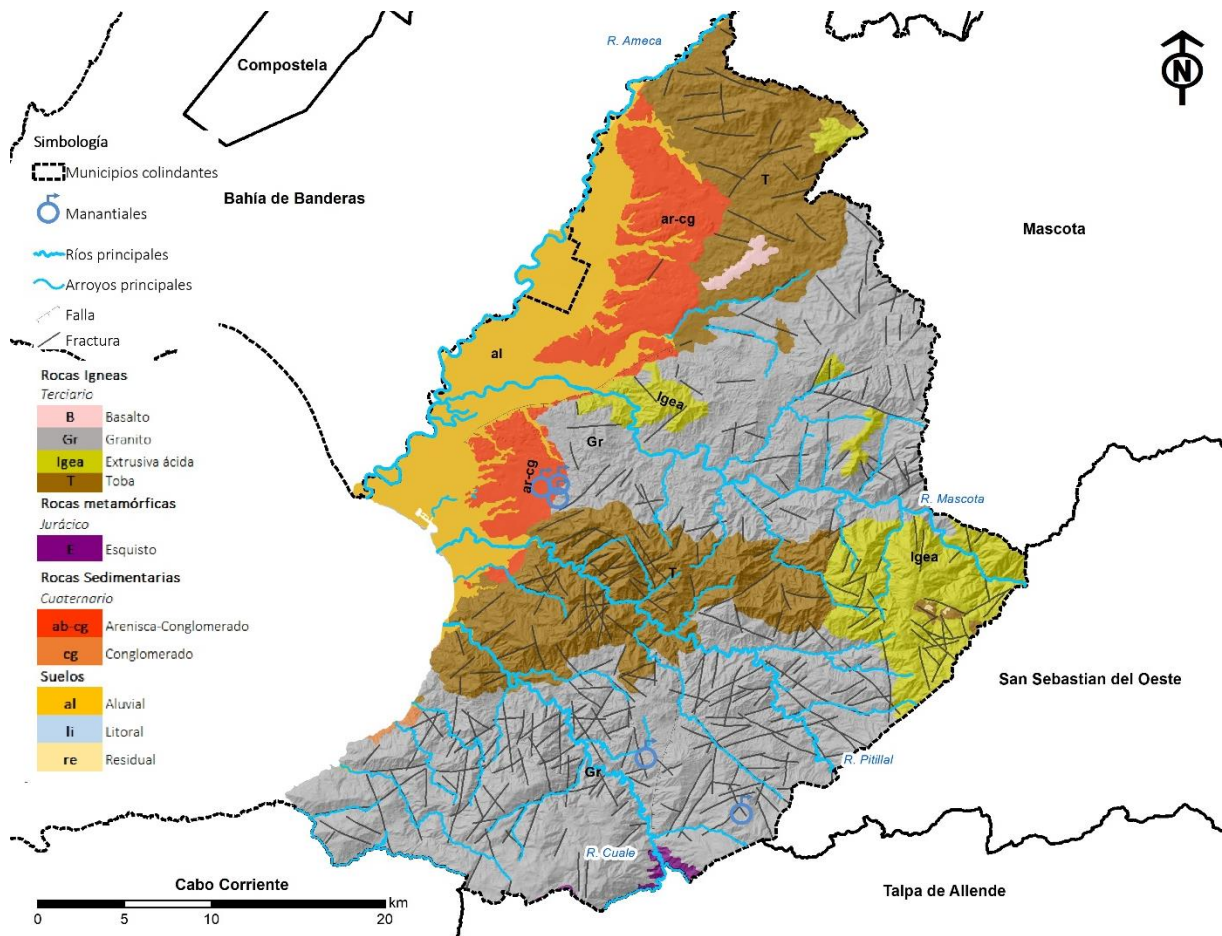 R. Ameca
Compostela
N
Simbología
Municipios colindantes
Manantiales
Ríos principales
Arroyos principales
Falla
Fractura
Rocas Igneas
Terciario
B Basalto
Gr Granito
Igea Extrusiva ácida
T Toba
Rocas metamórficas
Jurácico
E Esquisto
Rocas Sedimentarias
Cuaternario
ab-cg Arenisca-Conglomerado
cg Conglomerado
Suelos
al Aluvial
li Litoral
re Residual
Bahía de Banderas
Mascota
T
ar-cg
al
Igea
Gr
ar-cg
R. Mascota
Igea
T
San Sebastian del Oeste
R. Pitillal
Gr
R. Cuale
Cabo Corriente
Talpa de Allende
km
0 5 10 20